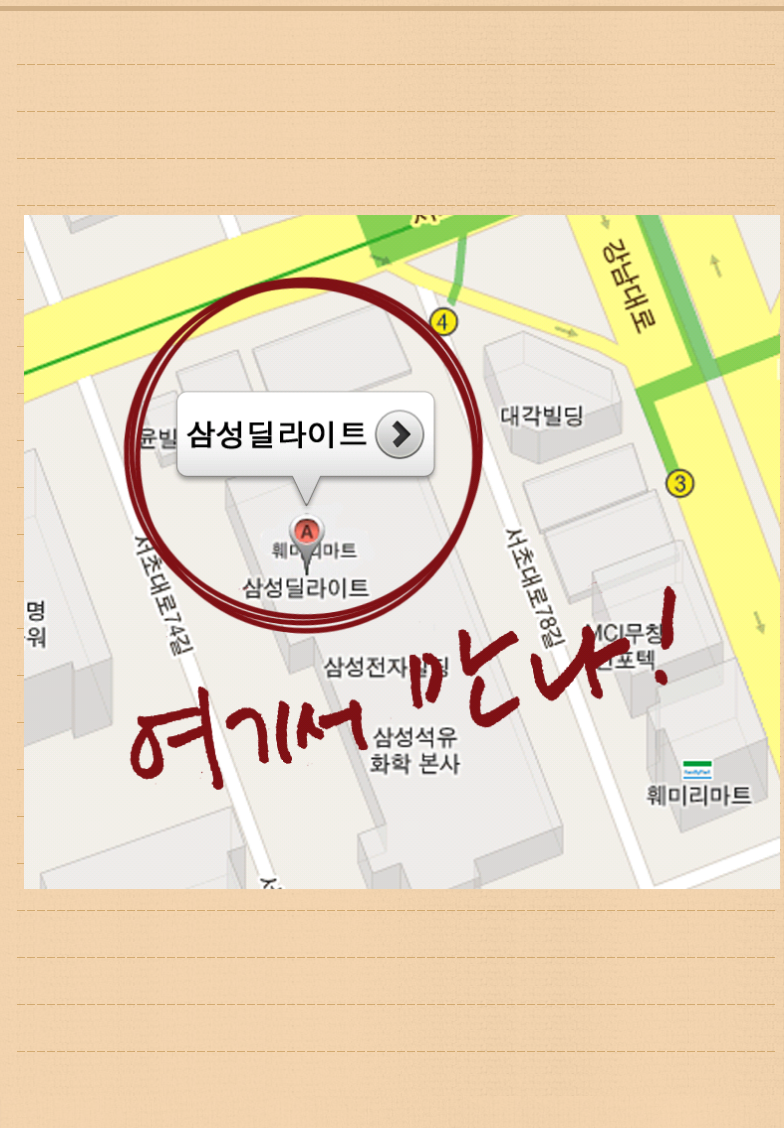 강남대로
4
대각빌딩
윤빌
삼성딜라이트
3
A
훼미리마트
삼성딜라이트
서초대로74길
서초대로78길
명
워
MCI무창
포텍
삼성전자빌딩
여기서 만나!
삼성석유
화학 본사
FamilyMart
훼미리마트